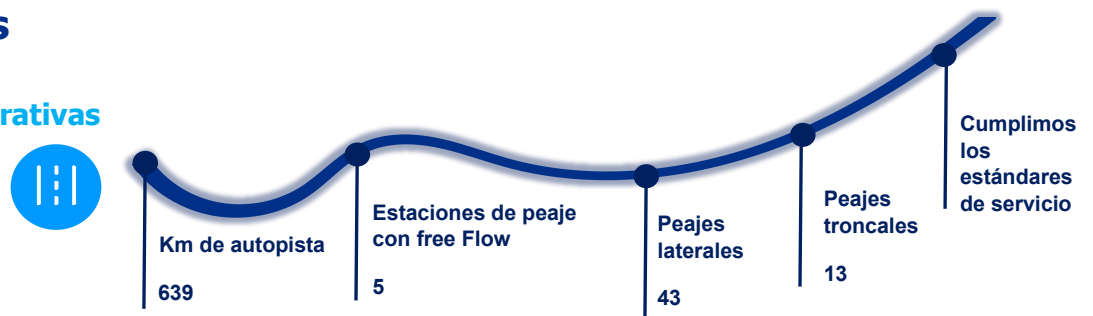 s
rativas
Km de autopista
639
Estaciones de peaje
con free Flow
5
Peajes
laterales
43
Peajes
troncales
13
Cumplimos
los
estándares
de servicio